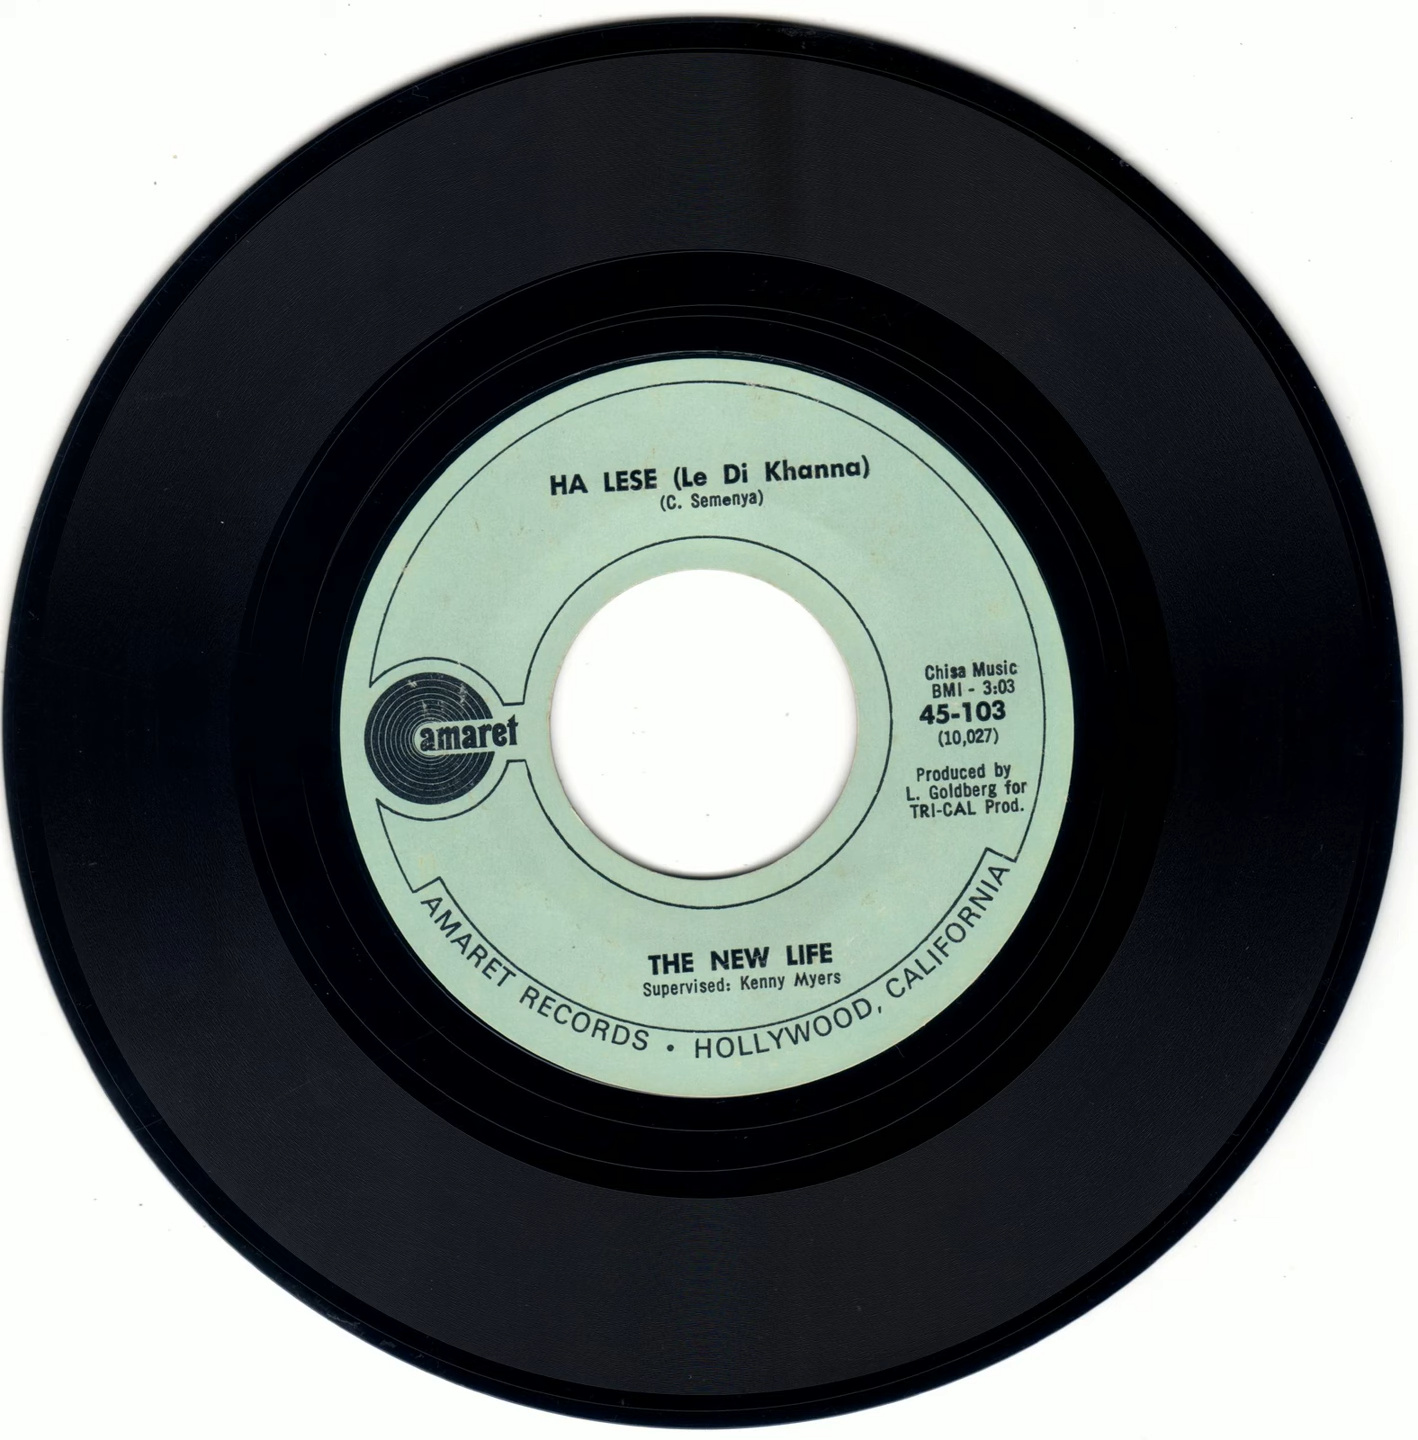 HA LESE (Le Di Khanna)
(C. Semenya)
amaret
Chisa Music
BMI - 3:03
45-103
(10,027)
Produced by
L. Goldberg for
TRI-CAL Prod.
THE NEW LIFE
Supervised: Kenny Myers
AMARET RECORDS • HOLLYWOOD, CALIFORNIA